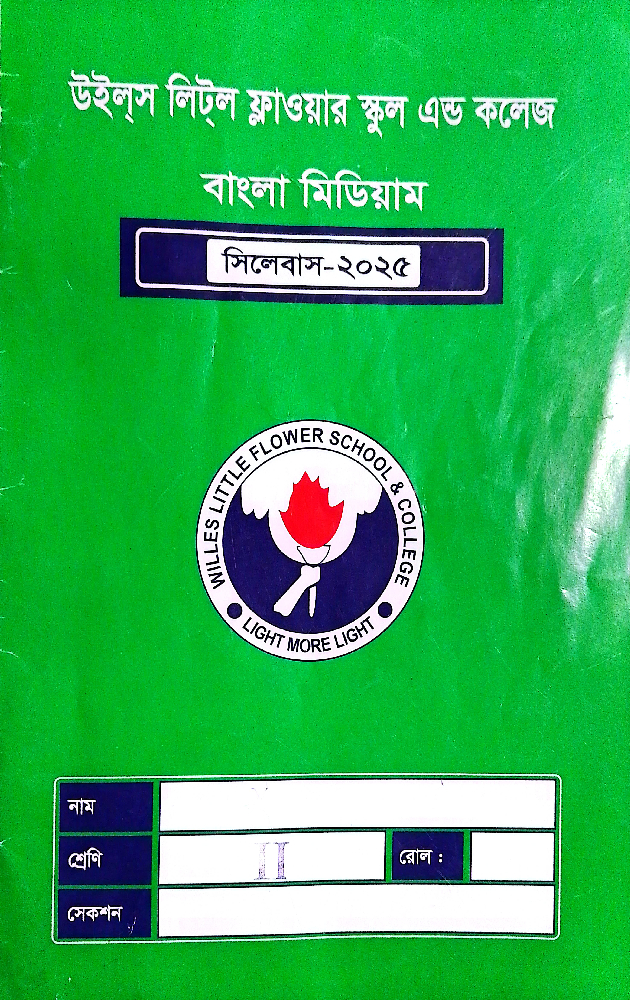 উইল্‌স লিট্‌ল ফ্লাওয়ার স্কুল এন্ড কলেজ
বাংলা মিডিয়াম
সিলেবাস-২০২৫
WILLES LITTLE FLOWER SCHOOL & COLLEGE
LIGHT MORE LIGHT
নাম
শ্রেণি II রোল :
সেকশন